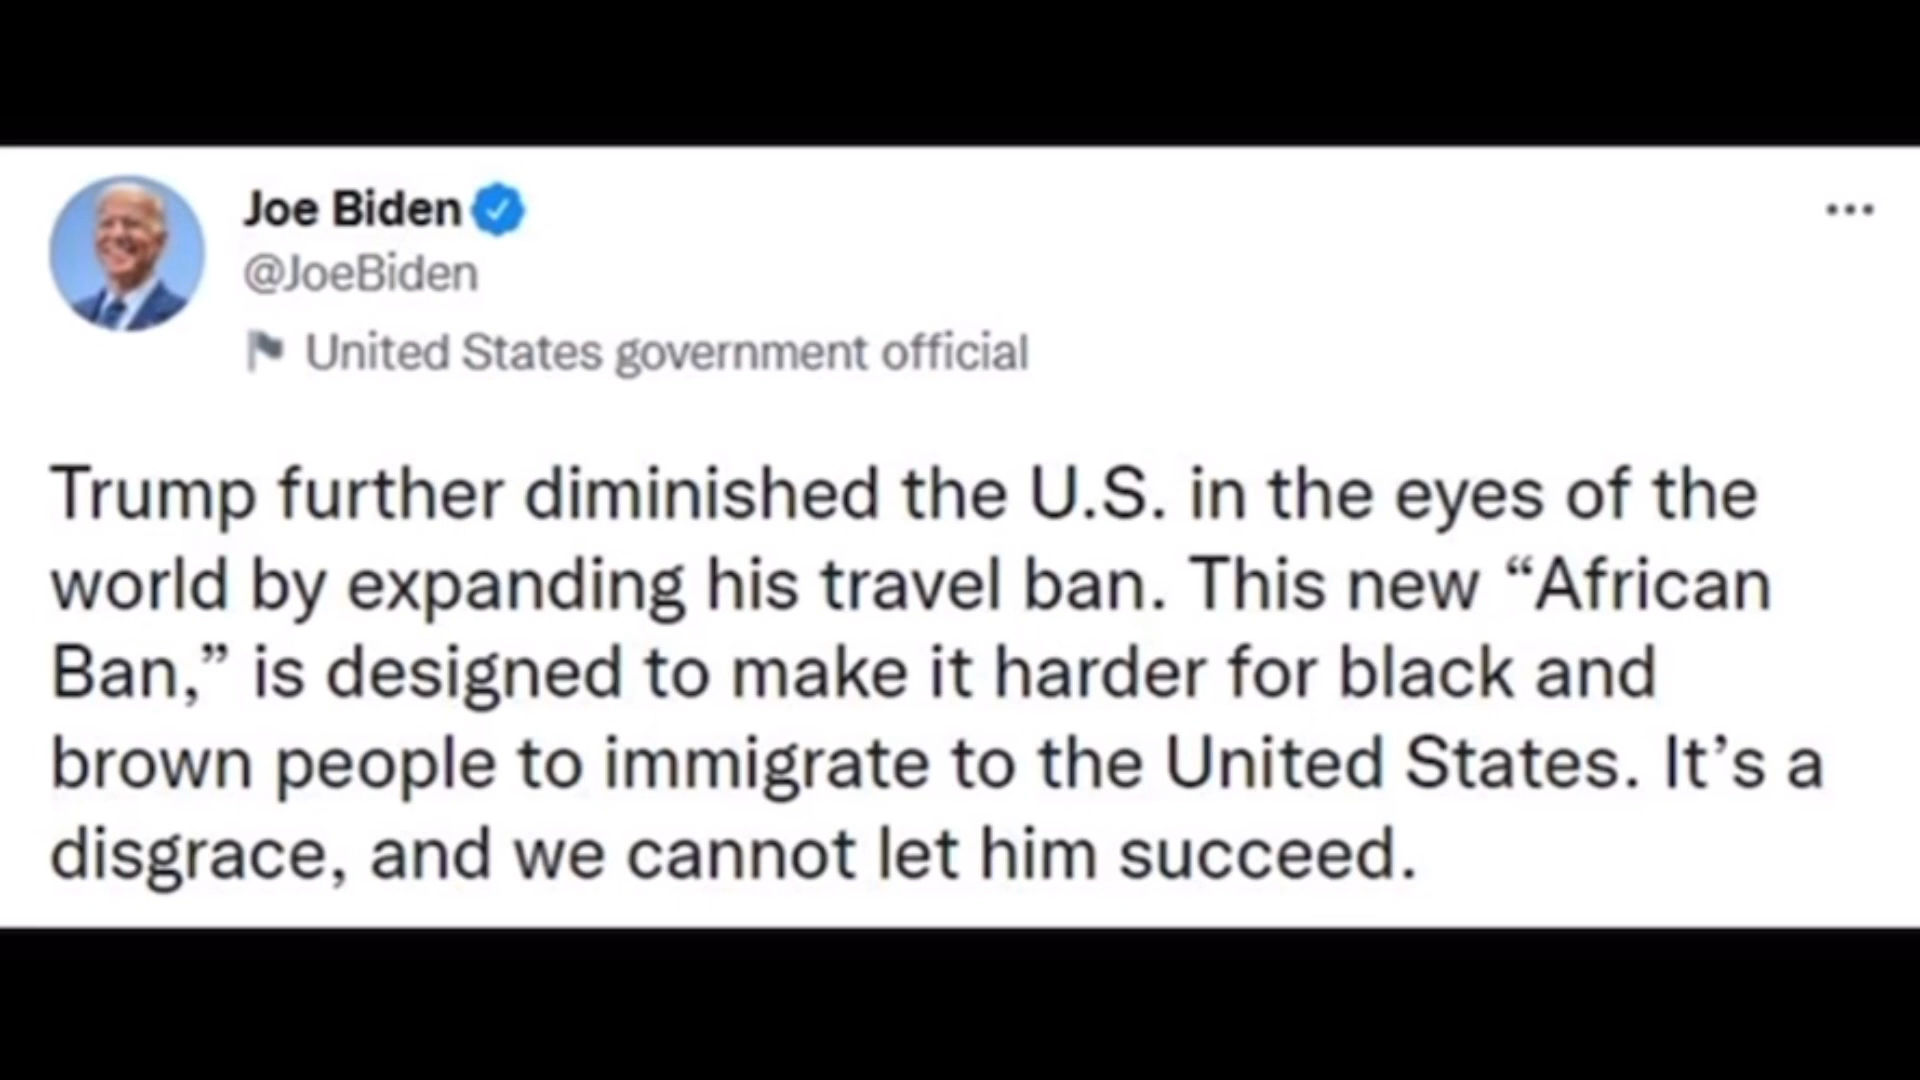 Joe Biden
@JoeBiden
United States government official
Trump further diminished the U.S. in the eyes of the
world by expanding his travel ban. This new “African
Ban,” is designed to make it harder for black and
brown people to immigrate to the United States. It’s a
disgrace, and we cannot let him succeed.